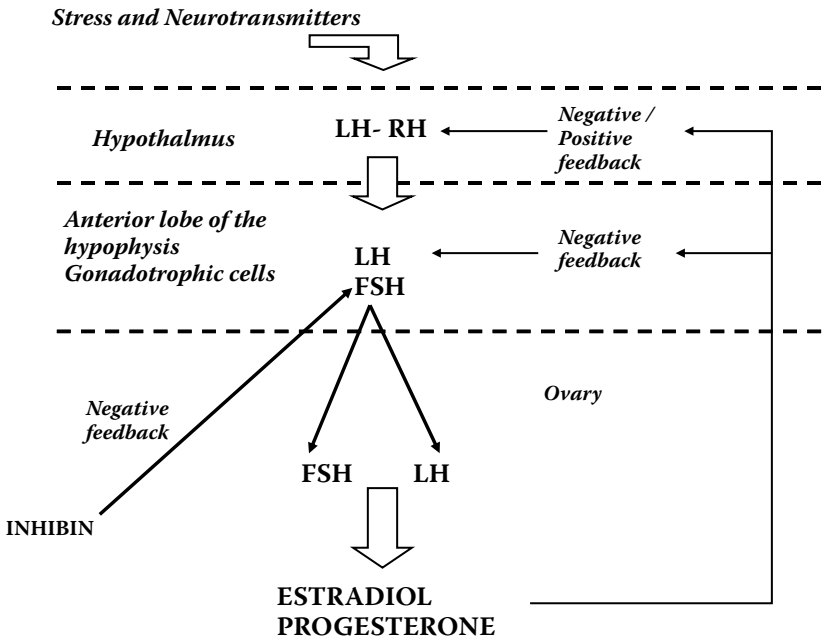 Stress and Neurotransmitters
Hypothalmus
LH- RH
Negative /
Positive
feedback
Anterior lobe of the
hypophysis
Gonadotrophic cells
LH
FSH
Negative
feedback
Negative
feedback
Ovary
FSH
LH
INHIBIN
ESTRADIOL
PROGESTERONE